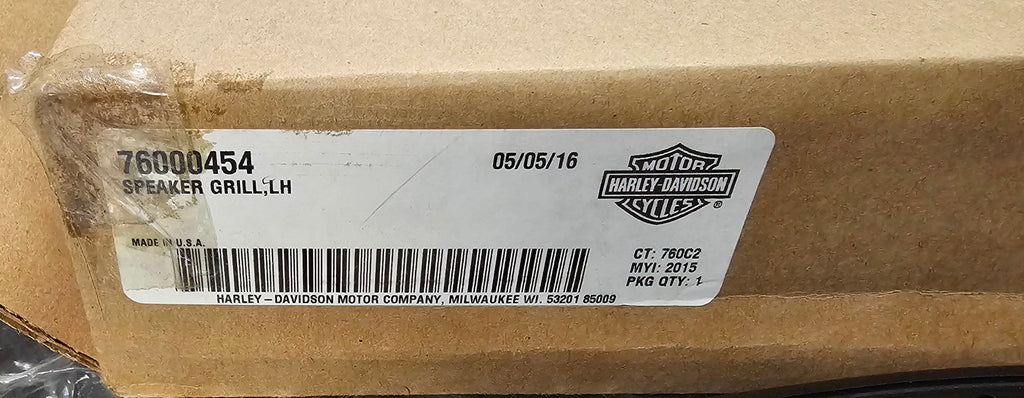 76000454
SPEAKER GRILL,LH
05/05/16
MOTOR
HARLEY-DAVIDSON
CYCLES ®
MADE IN U.S.A.
CT: 760C2
MYI: 2015
PKG QTY: 1
HARLEY-DAVIDSON MOTOR COMPANY, MILWAUKEE WI. 53201 85009